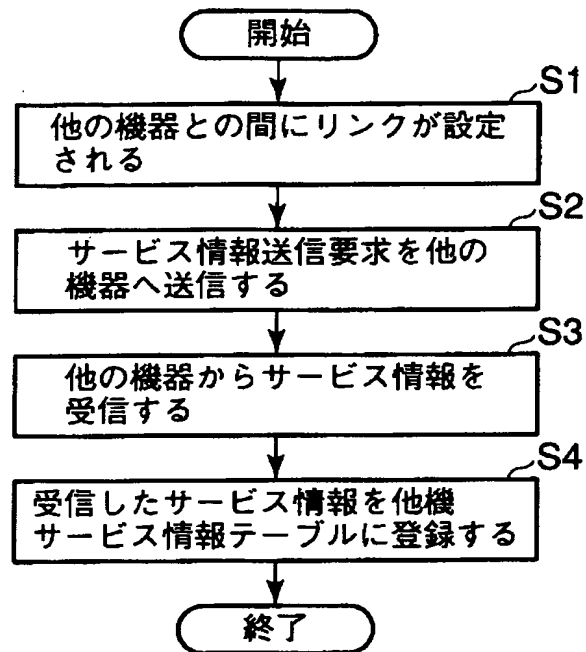 開始
S1
他の機器との間にリンクが設定
される
S2
サービス情報送信要求を他の
機器へ送信する
S3
他の機器からサービス情報を
受信する
S4
受信したサービス情報を他機
サービス情報テーブルに登録する
終了